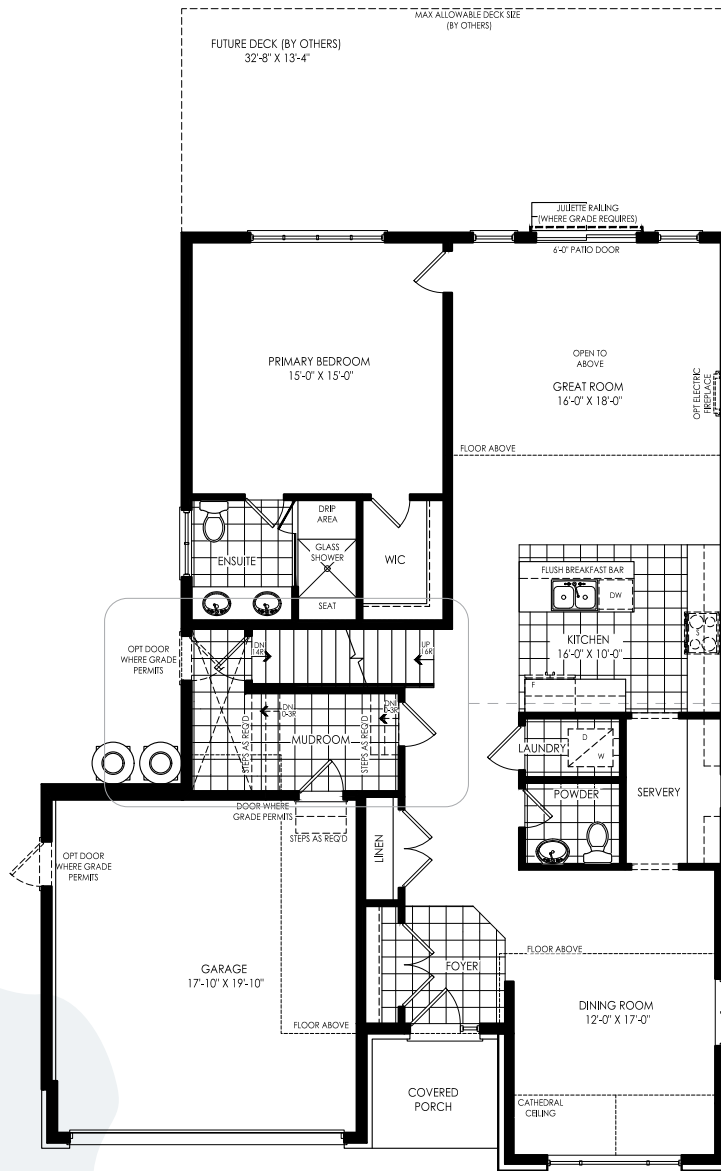 MAX ALLOWABLE DECK SIZE
(BY OTHERS)
FUTURE DECK (BY OTHERS)
32'-8" X 13'-4"
JULIETTE RAILING
(WHERE GRADE REQUIRES)
6'-0" PATIO DOOR
PRIMARY BEDROOM
15'-0" X 15'-0"
OPEN TO
ABOVE
GREAT ROOM
16'-0" X 18'-0"
OPT ELECTRIC
FIREPLACE
FLOOR ABOVE
DRIP
AREA
GLASS
SHOWER
SEAT
ENSUITE
WIC
FLUSH BREAKFAST BAR
DW
KITCHEN
16'-0" X 10'-0"
S
F
OPT DOOR
WHERE GRADE
PERMITS
DN
14R
UP
16R
DN
0-3R
DN
0-3R
STEPS AS REQ'D
MUDROOM
STEPS AS REQ'D
LAUNDRY
D
W
POWDER
SERVERY
DOOR WHERE
GRADE PERMITS
STEPS AS REQ'D
LINEN
OPT DOOR
WHERE GRADE
PERMITS
GARAGE
17'-10" X 19'-10"
FLOOR ABOVE
FOYER
FLOOR ABOVE
DINING ROOM
12'-0" X 17'-0"
COVERED
PORCH
CATHEDRAL
CEILING